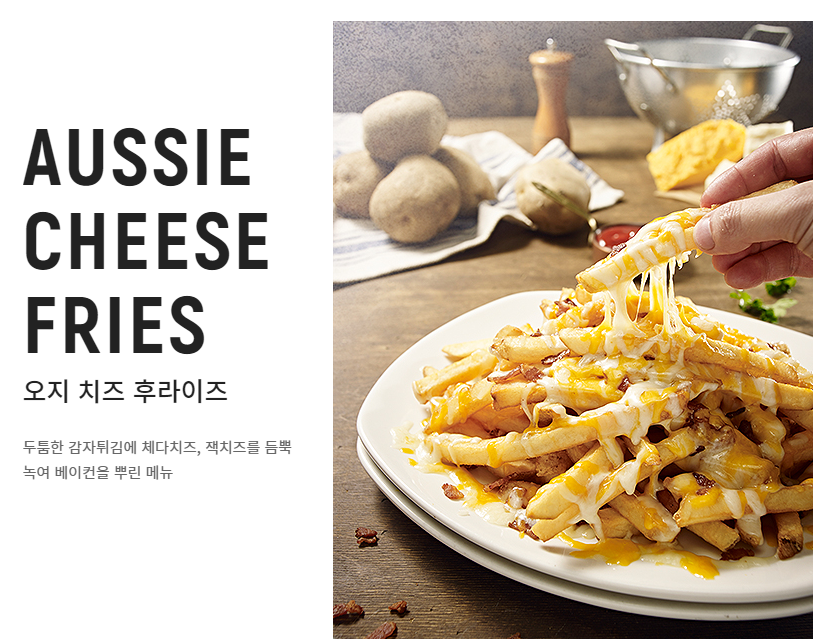 AUSSIE
CHEESE
FRIES
오지 치즈 후라이즈
두툼한 감자튀김에 체다치즈, 잭치즈를 듬뿍
녹여 베이컨을 뿌린 메뉴